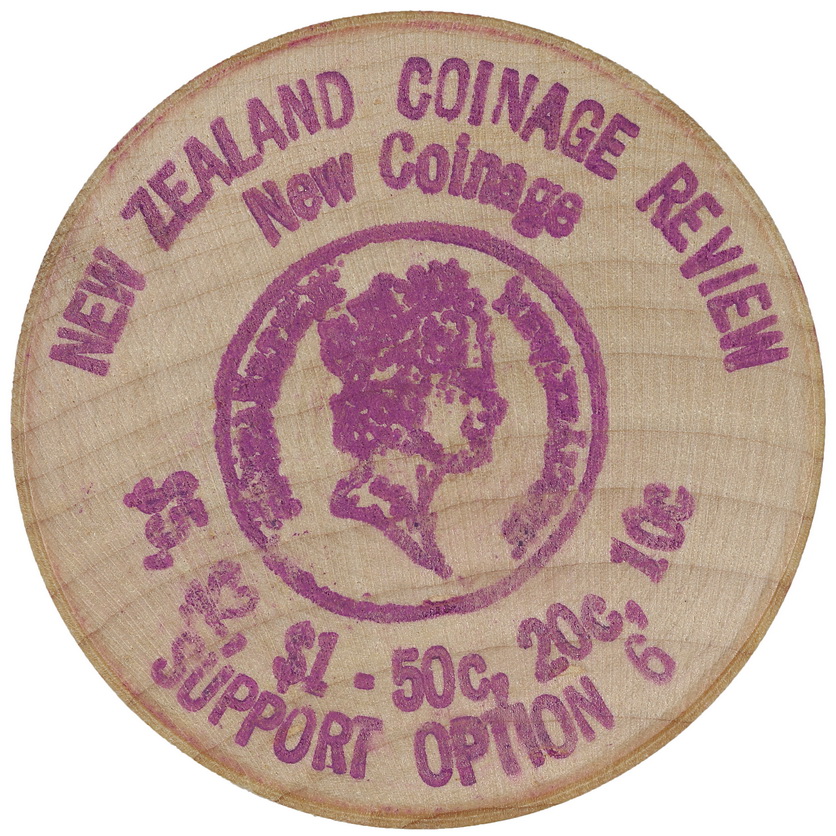 NEW ZEALAND COINAGE REVIEW
New Coinage
$5, $2, $1 - 50c, 20c, 10c
SUPPORT OPTION 6